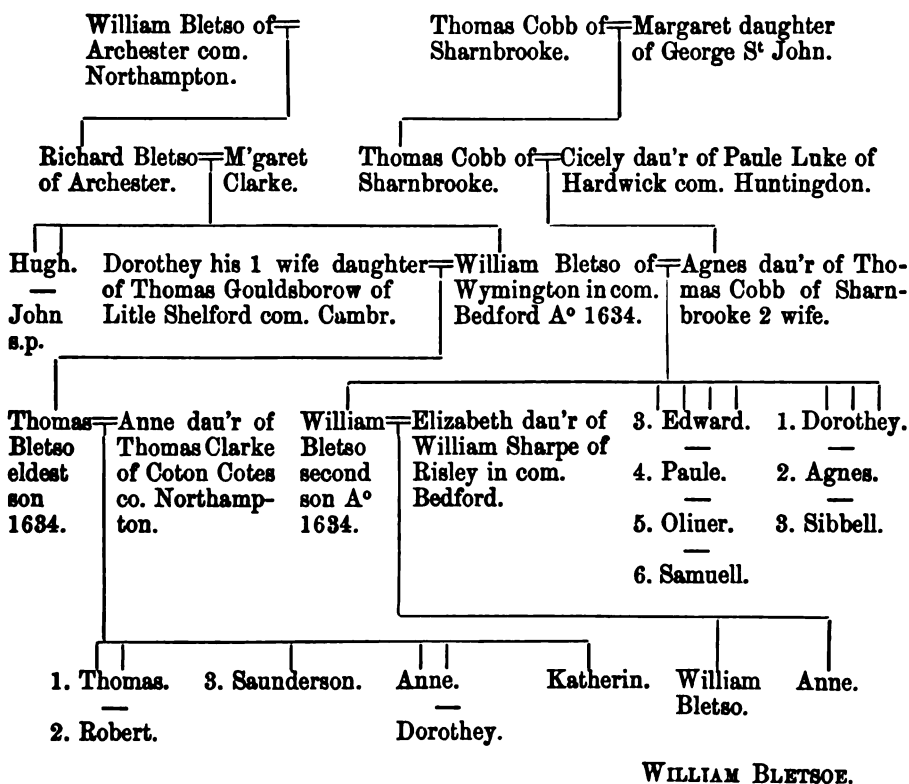 William Bletso of
Archester com.
Northampton.
Thomas Cobb of
Sharnbrooke.
Margaret daughter
of George Sᵗ John.
Richard Bletso
of Archester.
M'garet
Clarke.
Thomas Cobb of
Sharnbrooke.
Cicely dau'r of Paule Luke of
Hardwick com. Huntingdon.
Hugh.
—
John
s.p.
Dorothey his 1 wife daughter
of Thomas Gouldsborow of
Litle Shelford com. Cambr.
William Bletso of
Wymington in com.
Bedford Aº 1634.
Agnes dau'r of Tho-
mas Cobb of Sharn-
brooke 2 wife.
Thomas
Bletso
eldest
son
1634.
Anne dau'r of
Thomas Clarke
of Coton Cotes
co. Northamp-
ton.
William
Bletso
second
son Aº
1634.
Elizabeth dau'r of
William Sharpe of
Risley in com.
Bedford.
3. Edward.
—
4. Paule.
—
5. Oliuer.
—
6. Samuell.
1. Dorothey.
—
2. Agnes.
—
3. Sibbell.
1. Thomas.
—
2. Robert.
3. Saunderson.
Anne.
—
Dorothey.
Katherin.
William
Bletso.
Anne.
WILLIAM BLETSOE.